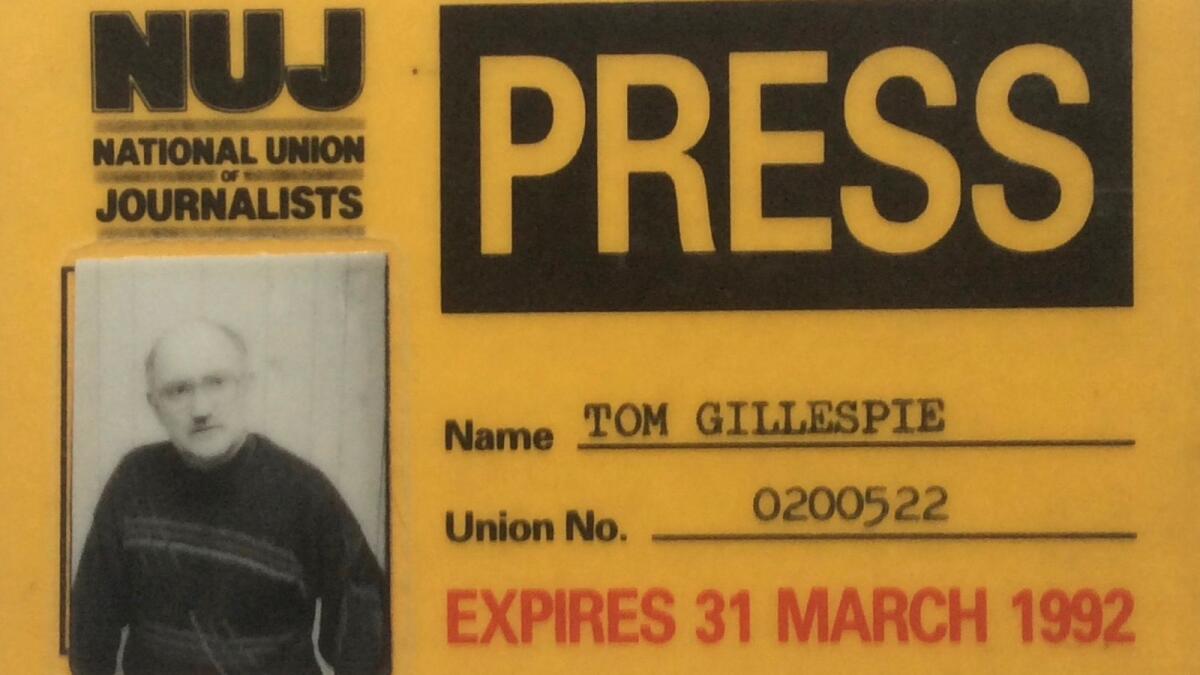 NUJ
NATIONAL UNION
OF
JOURNALISTS
PRESS
Name TOM GILLESPIE
Union No. 0200522
EXPIRES 31 MARCH 1992